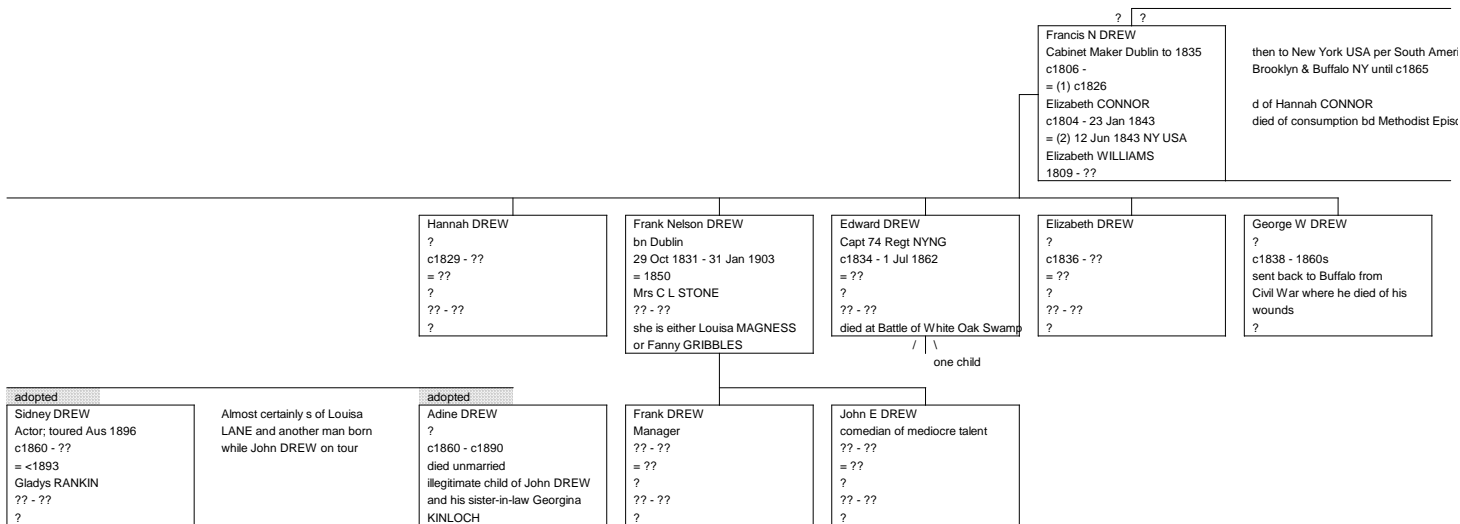 ? ?
Francis N DREW
Cabinet Maker Dublin to 1835
c1806 -
= (1) c1826
Elizabeth CONNOR
c1804 - 23 Jan 1843
= (2) 12 Jun 1843 NY USA
Elizabeth WILLIAMS
1809 - ??
then to New York USA per South Ameri
Brooklyn & Buffalo NY until c1865
d of Hannah CONNOR
died of consumption bd Methodist Episc
Hannah DREW
?
c1829 - ??
= ??
?
?? - ??
?
Frank Nelson DREW
bn Dublin
29 Oct 1831 - 31 Jan 1903
= 1850
Mrs C L STONE
?? - ??
she is either Louisa MAGNESS
or Fanny GRIBBLES
Edward DREW
Capt 74 Regt NYNG
c1834 - 1 Jul 1862
= ??
?
?? - ??
died at Battle of White Oak Swamp
/ \
one child
Elizabeth DREW
?
c1836 - ??
= ??
?
?? - ??
?
George W DREW
?
c1838 - 1860s
sent back to Buffalo from
Civil War where he died of his
wounds
?
adopted
Sidney DREW
Actor; toured Aus 1896
c1860 - ??
= <1893
Gladys RANKIN
?? - ??
?
Almost certainly s of Louisa
LANE and another man born
while John DREW on tour
adopted
Adine DREW
?
c1860 - c1890
died unmarried
illegitimate child of John DREW
and his sister-in-law Georgina
KINLOCH
Frank DREW
Manager
?? - ??
= ??
?
?? - ??
?
John E DREW
comedian of mediocre talent
?? - ??
= ??
?
?? - ??
?